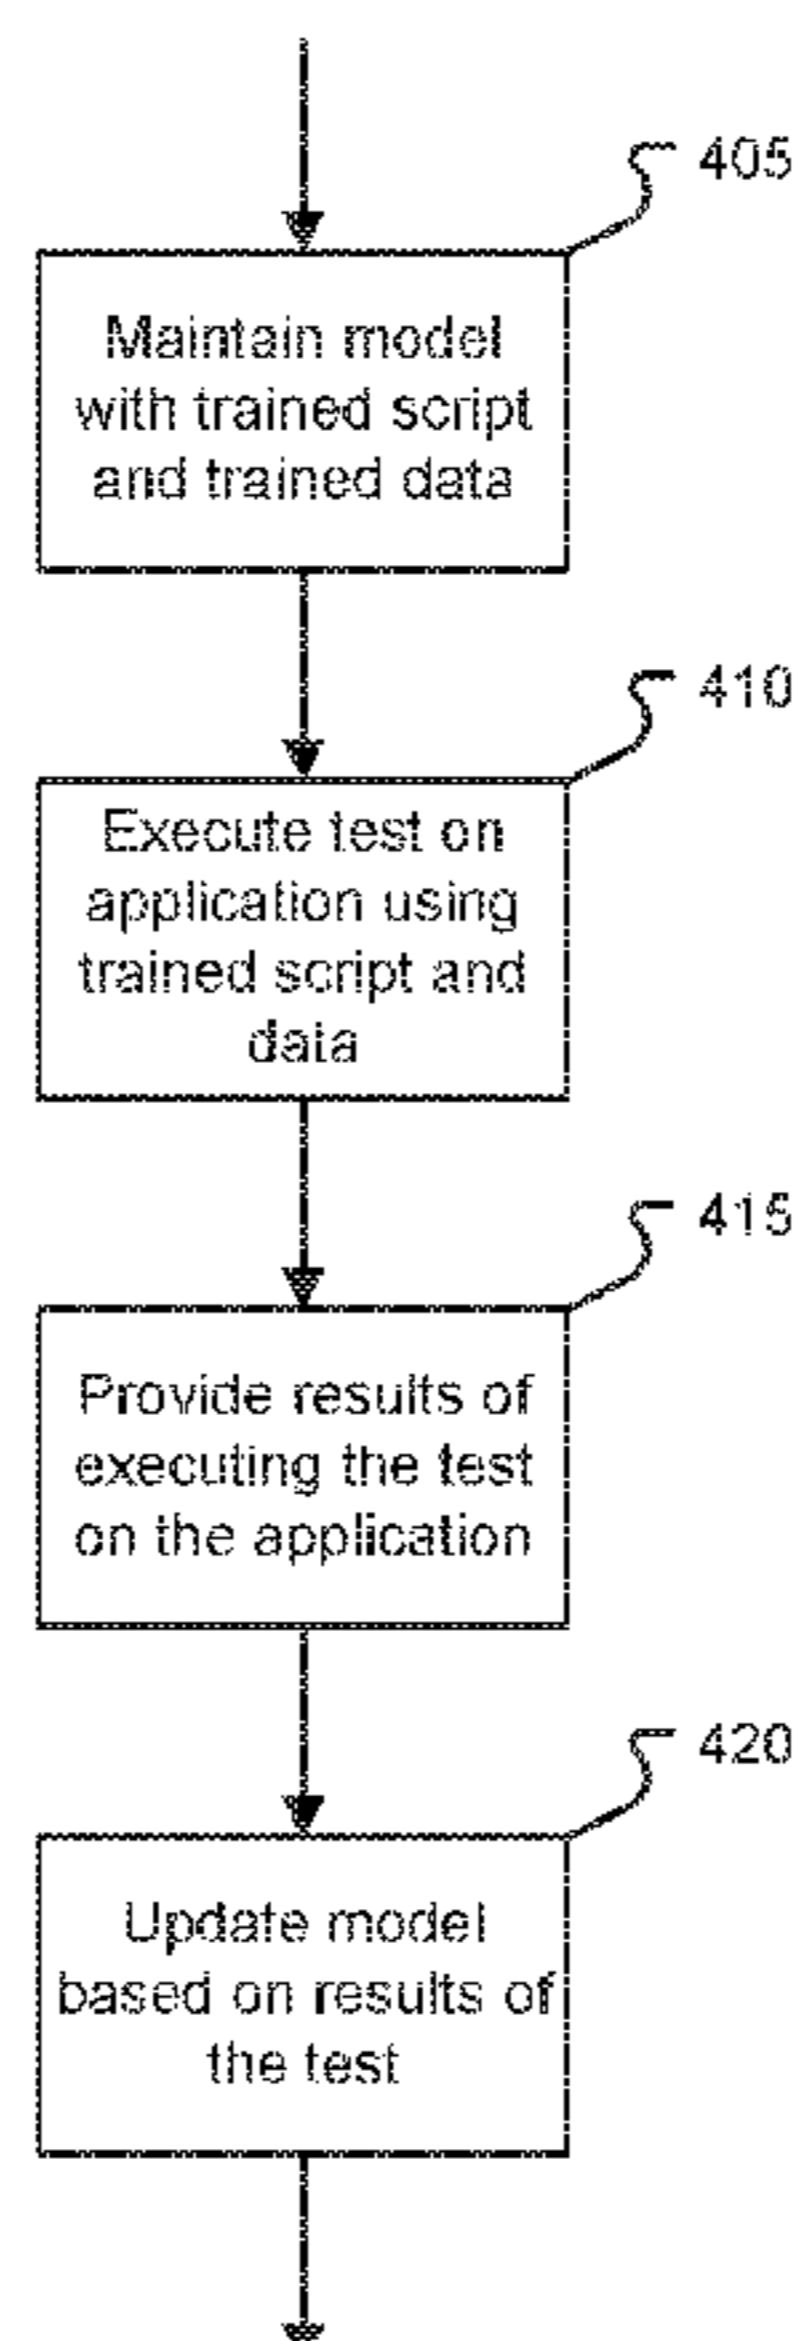 405
Maintain model
with trained script
and trained data
410
Execute test on
application using
trained script and
data
415
Provide results of
executing the test
on the application
420
Update model
based on results of
the test